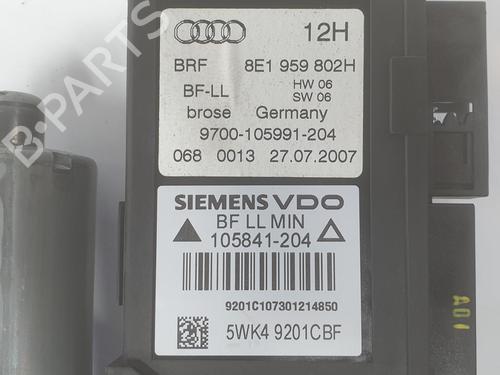 12H
BRF 8E1 959 802H
BF-LL HW 06
SW 06
brose Germany
9700-105991-204
068 0013 27.07.2007
SIEMENS VDO
BF LL MIN
105841-204
9201C107301214850
5WK4 9201CBF
A01
B-PARTS